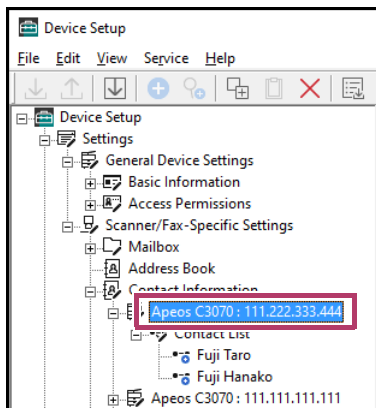 Device Setup
File Edit View Service Help
Device Setup
Settings
General Device Settings
Basic Information
Access Permissions
Scanner/Fax-Specific Settings
Mailbox
Address Book
Contact Information
Apeos C3070 : 111.222.333.444
Contact List
Fuji Taro
Fuji Hanako
Apeos C3070 : 111.111.111.111